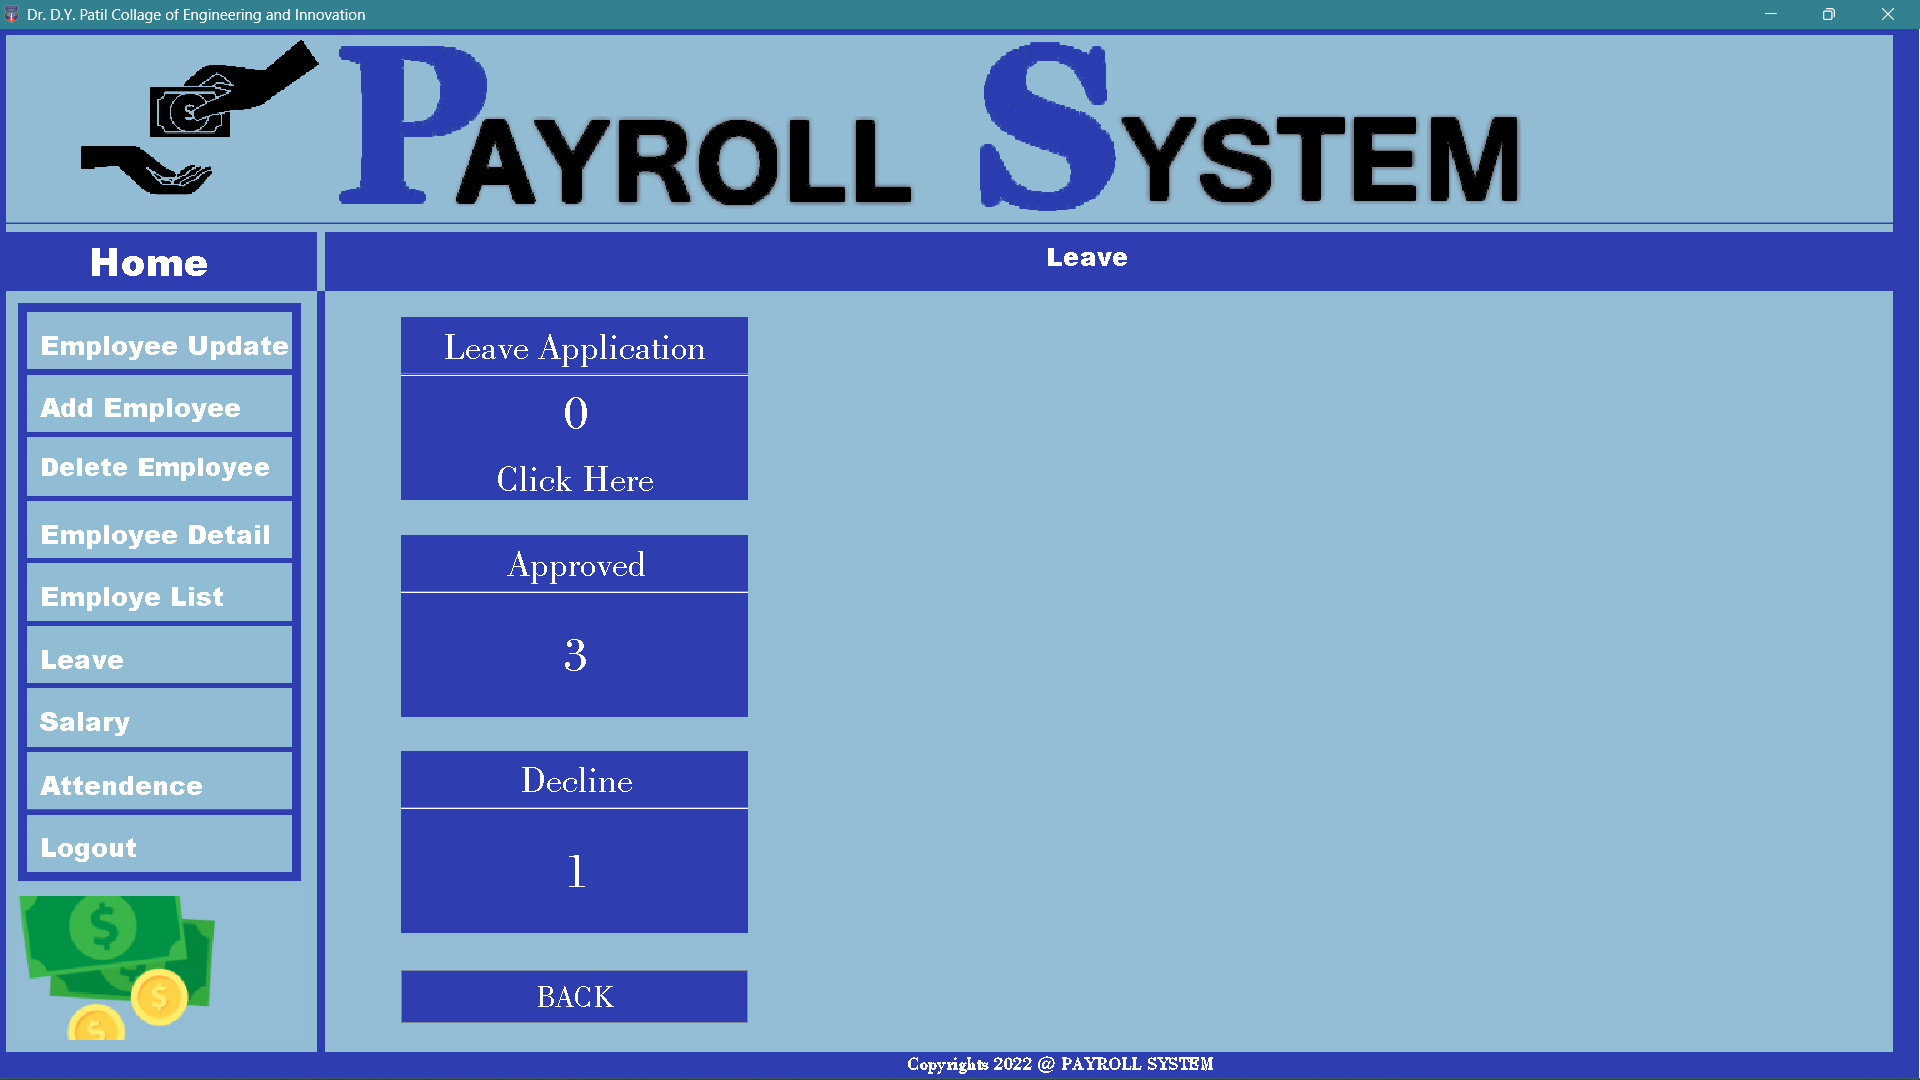 Dr. D.Y. Patil Collage of Engineering and Innovation
PAYROLL SYSTEM
Home
Leave
Employee Update
Add Employee
Delete Employee
Employee Detail
Employe List
Leave
Salary
Attendence
Logout
Leave Application
0
Click Here
Approved
3
Decline
1
BACK
Copyrights 2022 @ PAYROLL SYSTEM